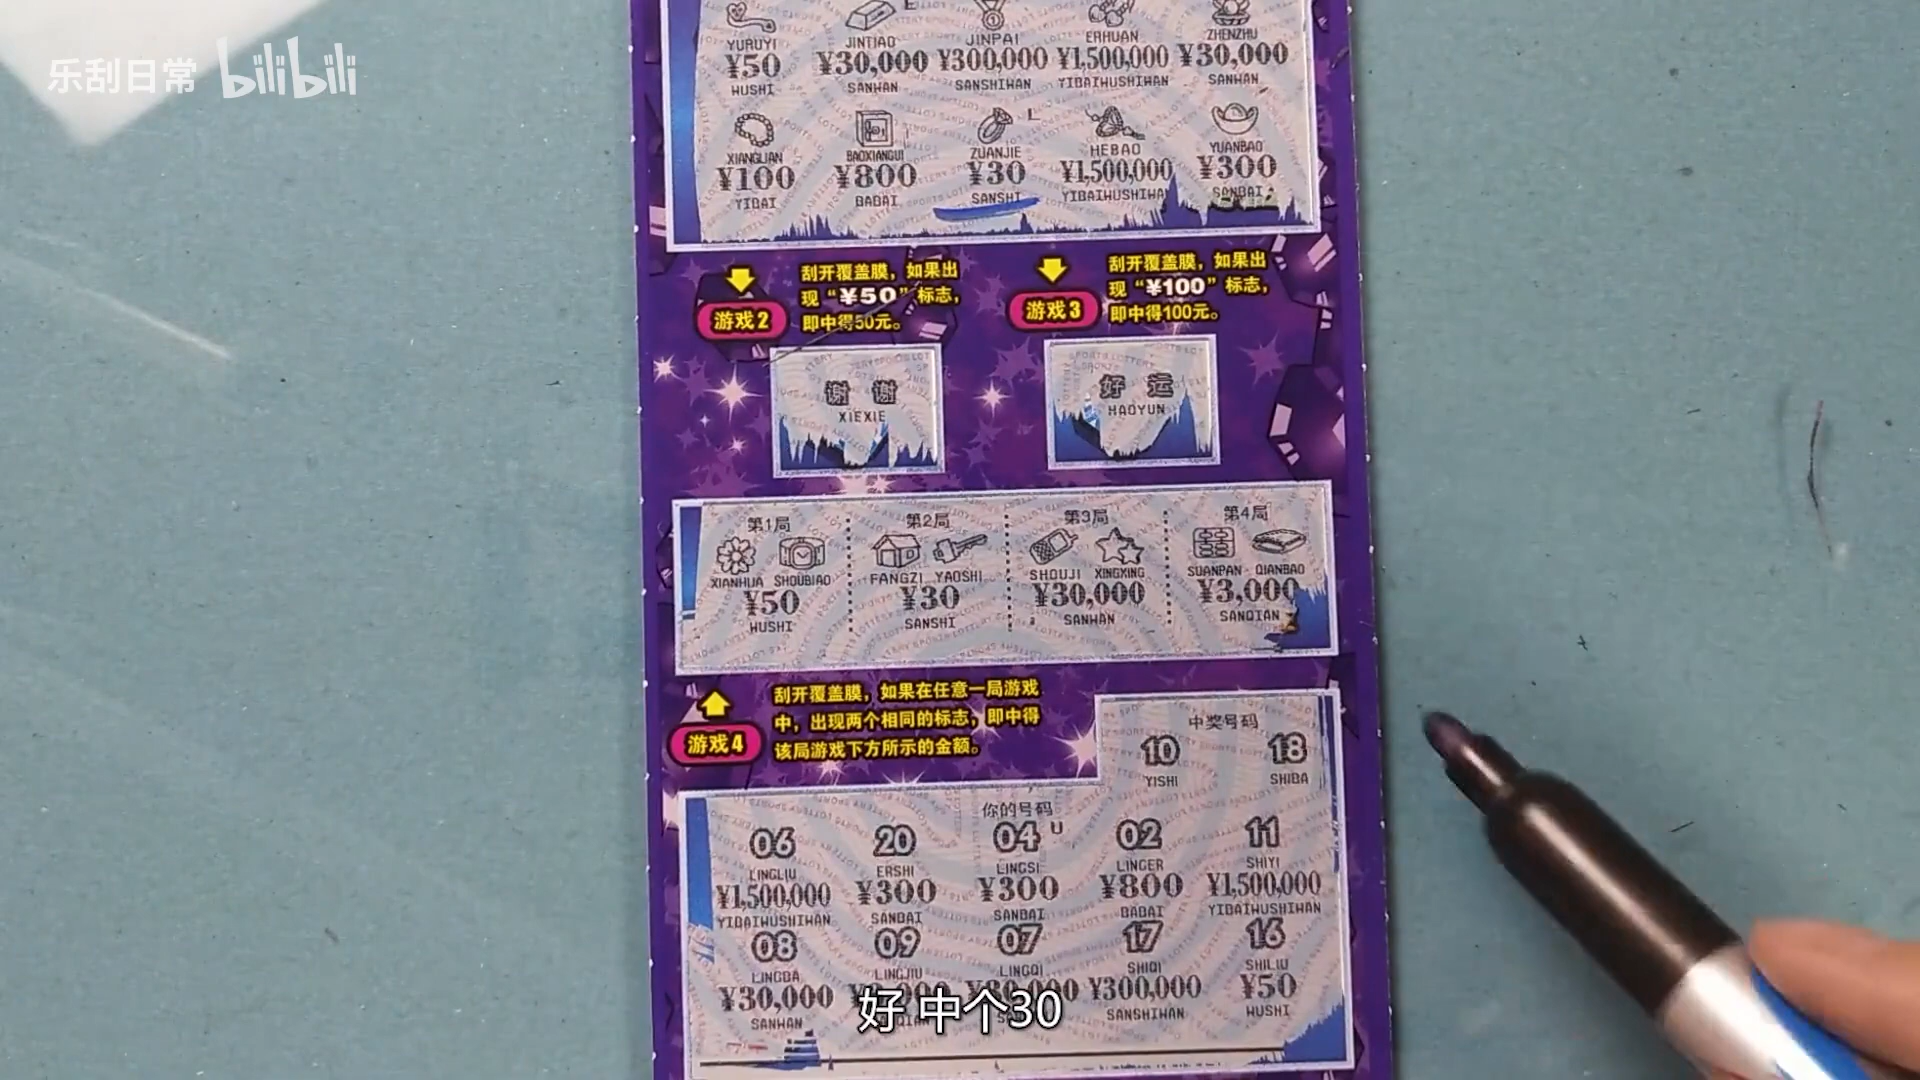 乐刮日常 bilibili
YURUYI JINTIAO JINPAI ERHUAN ZHENZHU
¥50 ¥30,000 ¥300,000 ¥1,500,000 ¥30,000
WUSHI SANWAN SANSHIWAN YIBAIWUSHIWAN SANWAN
XIANGLIAN BAOXIANGUI ZUANJIE HEBAO YUANBAO
¥100 ¥800 ¥30 ¥1,500,000 ¥300
YIBAI BABAI SANSHI YIBAIWUSHIWAN SANBAI
游戏2
刮开覆盖膜，如果出
现“¥50”标志，
即中得50元。
游戏3
刮开覆盖膜，如果出
现“¥100”标志，
即中得100元。
谢 谢
XIEXIE
好 运
HAOYUN
第1局 第2局 第3局 第4局
XIANHUA SHOUBIAO FANGZI YAOSHI SHOUJI XINGXING SUANPAN QIANBAO
¥50 ¥30 ¥30,000 ¥3,000
WUSHI SANSHI SANWAN SANQIAN
游戏4
刮开覆盖膜，如果在任意一局游戏
中，出现两个相同的标志，即中得
该局游戏下方所示的金额。
中奖号码
10 18
YISHI SHIBA
你的号码
06 20 04 02 11
LINGLIU ERSHI LINGSI LINGER SHIYI
¥1,500,000 ¥300 ¥300 ¥800 ¥1,500,000
YIBAIWUSHIWAN SANBAI SANBAI BABAI YIBAIWUSHIWAN
08 09 07 17 16
LINGBA LINGJIU LINGQI SHIQI SHILIU
¥30,000 ¥300,000 ¥50
SANWAN SANSHIWAN WUSHI
好 中个30